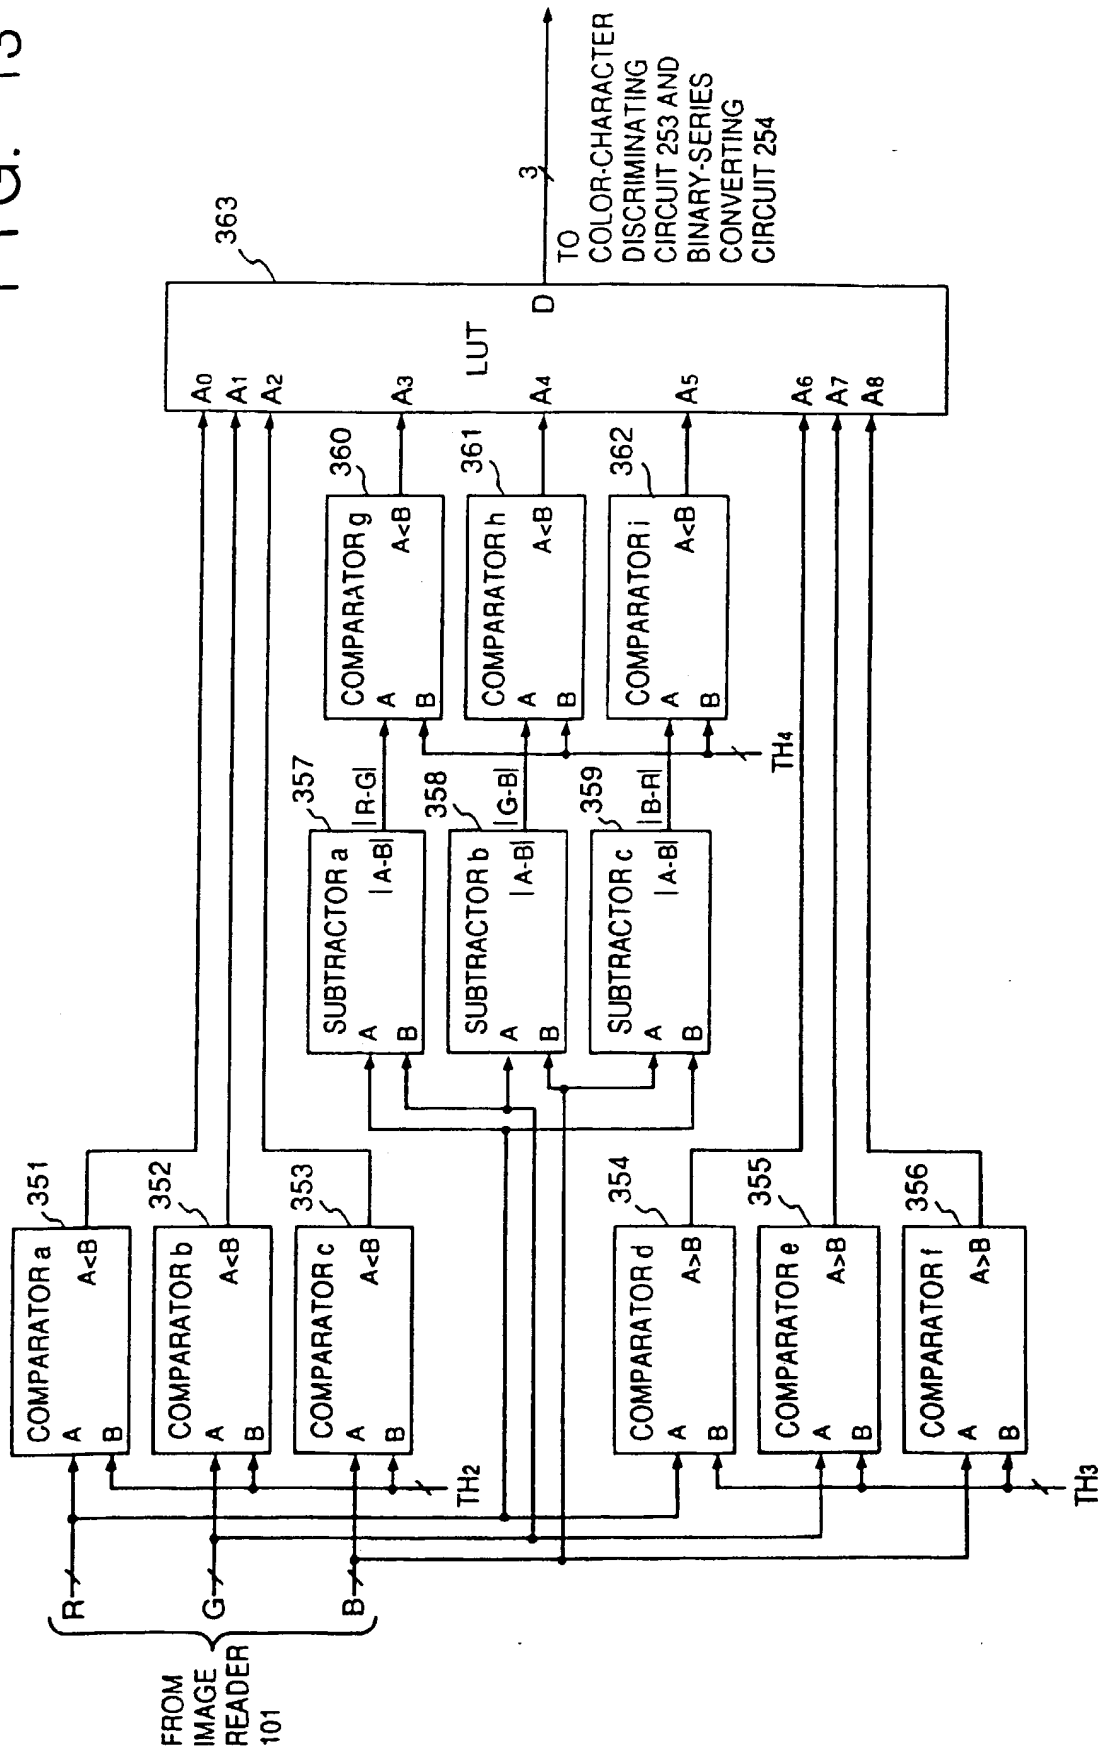 FIG. 13
FROM
IMAGE
READER
101
R
G
B
COMPARATOR a
A
B
A<B
351
COMPARATOR b
A
B
A<B
352
COMPARATOR c
A
B
A<B
353
TH2
COMPARATOR d
A
B
A>B
354
COMPARATOR e
A
B
A>B
355
COMPARATOR f
A
B
A>B
356
TH3
SUBTRACTOR a
A
B
|A-B|
357
|R-G|
SUBTRACTOR b
A
B
|A-B|
358
|G-B|
SUBTRACTOR c
A
B
|A-B|
359
|B-R|
COMPARATOR g
A
B
A<B
360
COMPARATOR h
A
B
A<B
361
COMPARATOR i
A
B
A<B
362
TH4
A0
A1
A2
A3
A4
A5
A6
A7
A8
LUT
D
363
3
TO
COLOR-CHARACTER
DISCRIMINATING
CIRCUIT 253 AND
BINARY-SERIES
CONVERTING
CIRCUIT 254